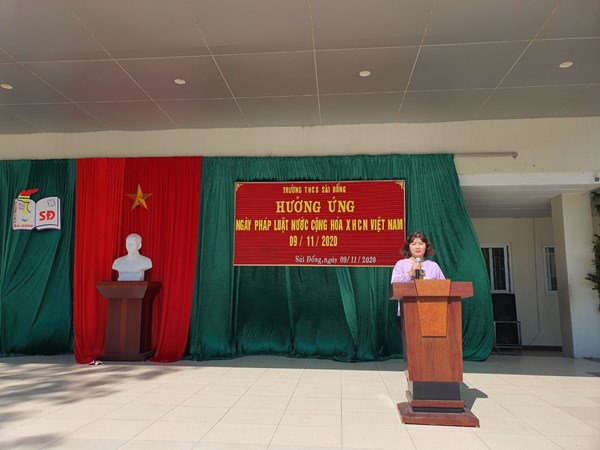 TRƯỜNG THCS SÀI ĐỒNG
HƯỞNG ỨNG
NGÀY PHÁP LUẬT NƯỚC CỘNG HÒA XHCN VIỆT NAM
09/11/2020
Sài Đồng, ngày 09/11/2020
SĐ